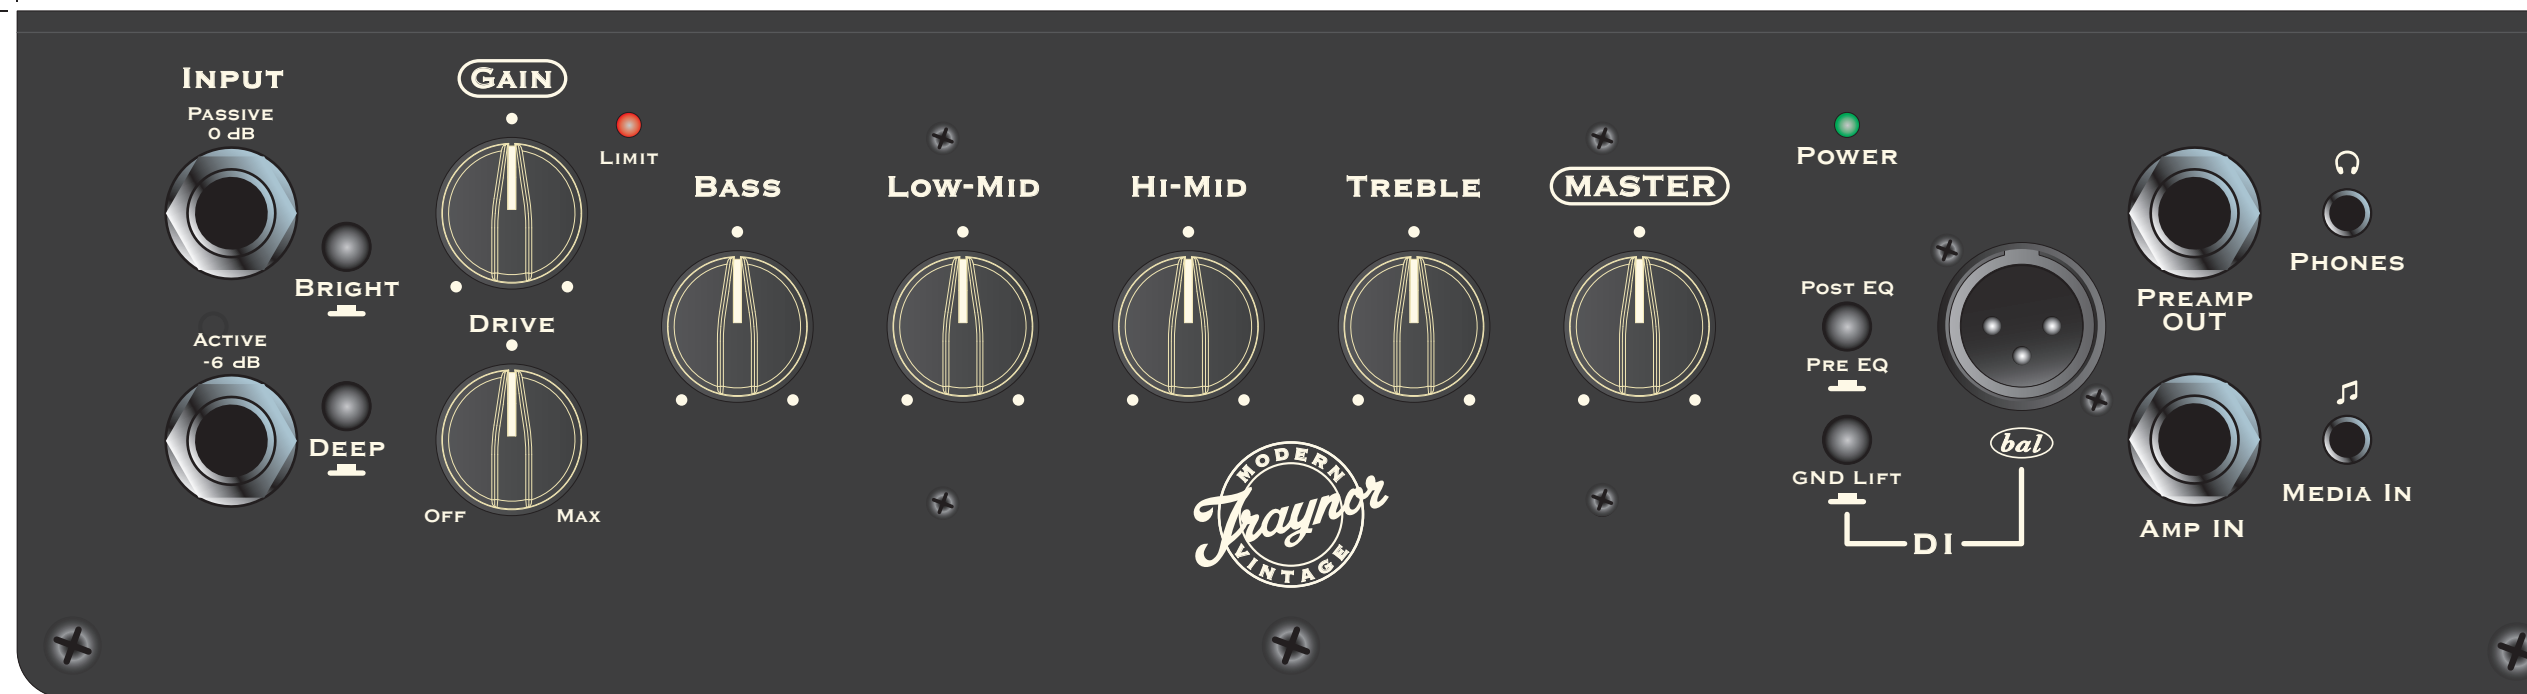 INPUT
PASSIVE
0 dB
BRIGHT
ACTIVE
-6 dB
DEEP
GAIN
LIMIT
DRIVE
OFF
MAX
BASS
LOW-MID
HI-MID
TREBLE
MASTER
MODERN
Traynor
VINTAGE
POWER
POST EQ
PRE EQ
GND LIFT
bal
DI
PREAMP
OUT
AMP IN
PHONES
MEDIA IN